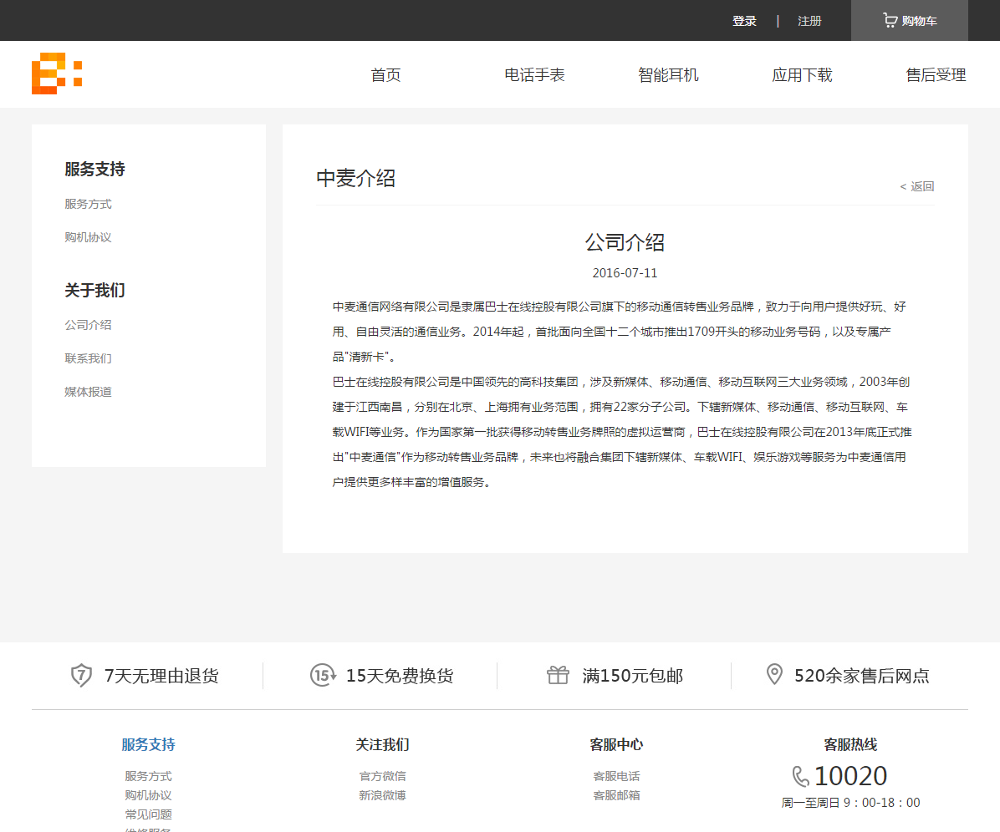 登录 | 注册 购物车
首页 电话手表 智能耳机 应用下载 售后受理
服务支持
服务方式
购机协议
关于我们
公司介绍
联系我们
媒体报道
中麦介绍
< 返回
公司介绍
2016-07-11
中麦通信网络有限公司是隶属巴士在线控股有限公司旗下的移动通信转售业务品牌，致力于向用户提供好玩、好
用、自由灵活的通信业务。2014年起，首批面向全国十二个城市推出1709开头的移动业务号码，以及专属产
品"清新卡"。
巴士在线控股有限公司是中国领先的高科技集团，涉及新媒体、移动通信、移动互联网三大业务领域，2003年创
建于江西南昌，分别在北京、上海拥有业务范围，拥有22家分子公司。下辖新媒体、移动通信、移动互联网、车
载WIFI等业务。作为国家第一批获得移动转售业务牌照的虚拟运营商，巴士在线控股有限公司在2013年底正式推
出"中麦通信"作为移动转售业务品牌，未来也将融合集团下辖新媒体、车载WIFI、娱乐游戏等服务为中麦通信用
户提供更多样丰富的增值服务。
7 7天无理由退货 15 15天免费换货 满150元包邮 520余家售后网点
服务支持
服务方式
购机协议
常见问题
维修服务
关注我们
官方微信
新浪微博
客服中心
客服电话
客服邮箱
客服热线
10020
周一至周日 9：00-18：00